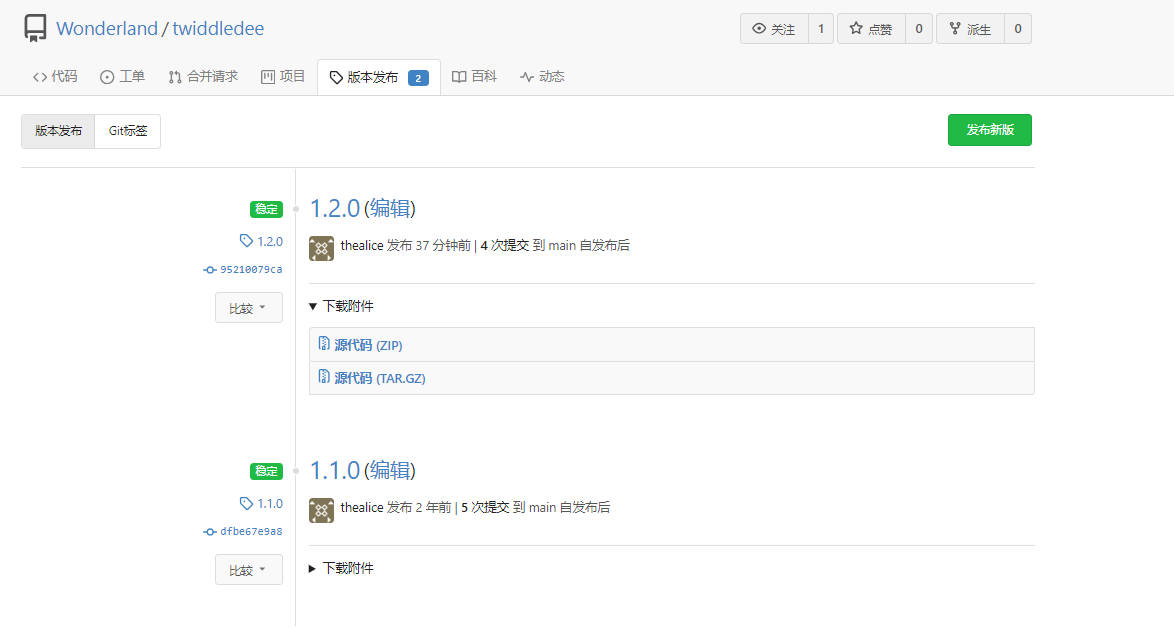 Wonderland / twiddledee
关注 1 点赞 0 派生 0
代码 工单 合并请求 项目 版本发布 2 百科 动态
版本发布 Git标签 发布新版
稳定
1.2.0
95210079ca
比较
1.2.0 (编辑)
thealice 发布 37 分钟前 | 4 次提交 到 main 自发布后
下载附件
源代码 (ZIP)
源代码 (TAR.GZ)
稳定
1.1.0
dfbe67e9a8
比较
1.1.0 (编辑)
thealice 发布 2 年前 | 5 次提交 到 main 自发布后
下载附件